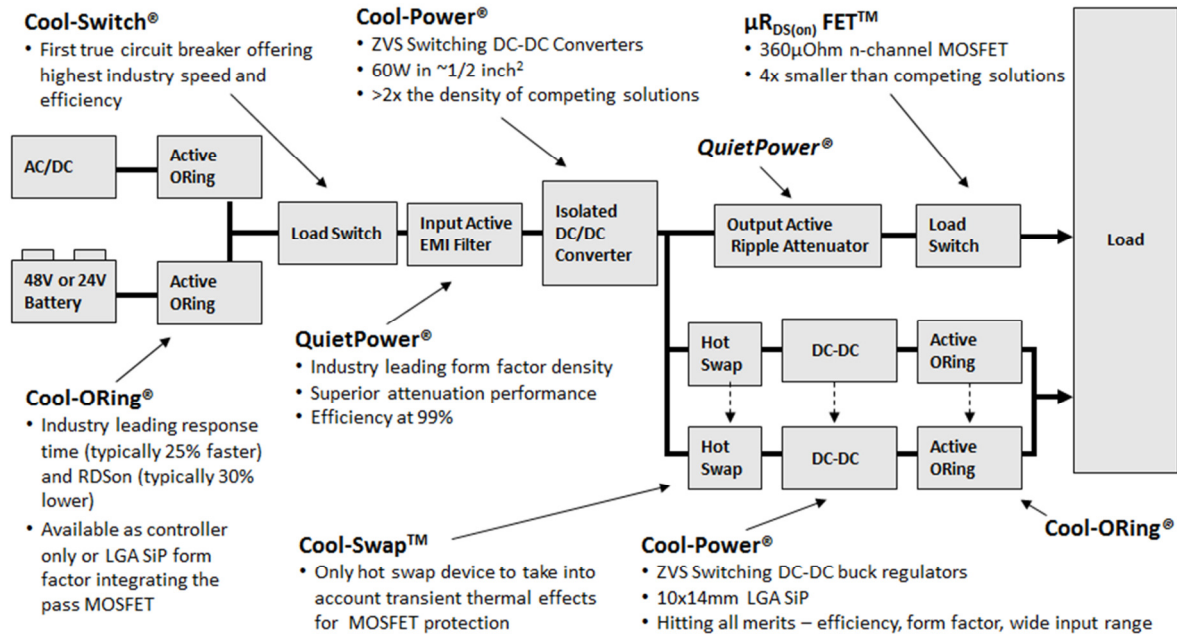 Cool-Switch®
• First true circuit breaker offering
highest industry speed and
efficiency
Cool-Power®
• ZVS Switching DC-DC Converters
• 60W in ~1/2 inch²
• >2x the density of competing solutions
µR_DS(on) FET™
• 360µOhm n-channel MOSFET
• 4x smaller than competing solutions
QuietPower®
AC/DC
Active
ORing
48V or 24V
Battery
Active
ORing
Load Switch
Input Active
EMI Filter
Isolated
DC/DC
Converter
Output Active
Ripple Attenuator
Load
Switch
Load
Hot
Swap
DC-DC
Active
ORing
Hot
Swap
DC-DC
Active
ORing
QuietPower®
• Industry leading form factor density
• Superior attenuation performance
• Efficiency at 99%
Cool-ORing®
• Industry leading response
time (typically 25% faster)
and RDSon (typically 30%
lower)
• Available as controller
only or LGA SiP form
factor integrating the
pass MOSFET
Cool-Swap™
• Only hot swap device to take into
account transient thermal effects
for MOSFET protection
Cool-Power®
• ZVS Switching DC-DC buck regulators
• 10x14mm LGA SiP
• Hitting all merits – efficiency, form factor, wide input range
Cool-ORing®